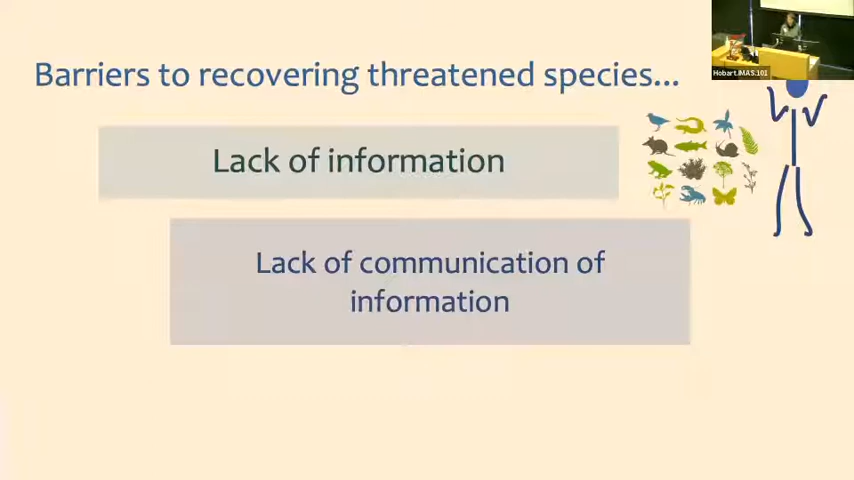 Barriers to recovering threatened species...
Lack of information
Lack of communication of
information
Hobart.IMAS.101